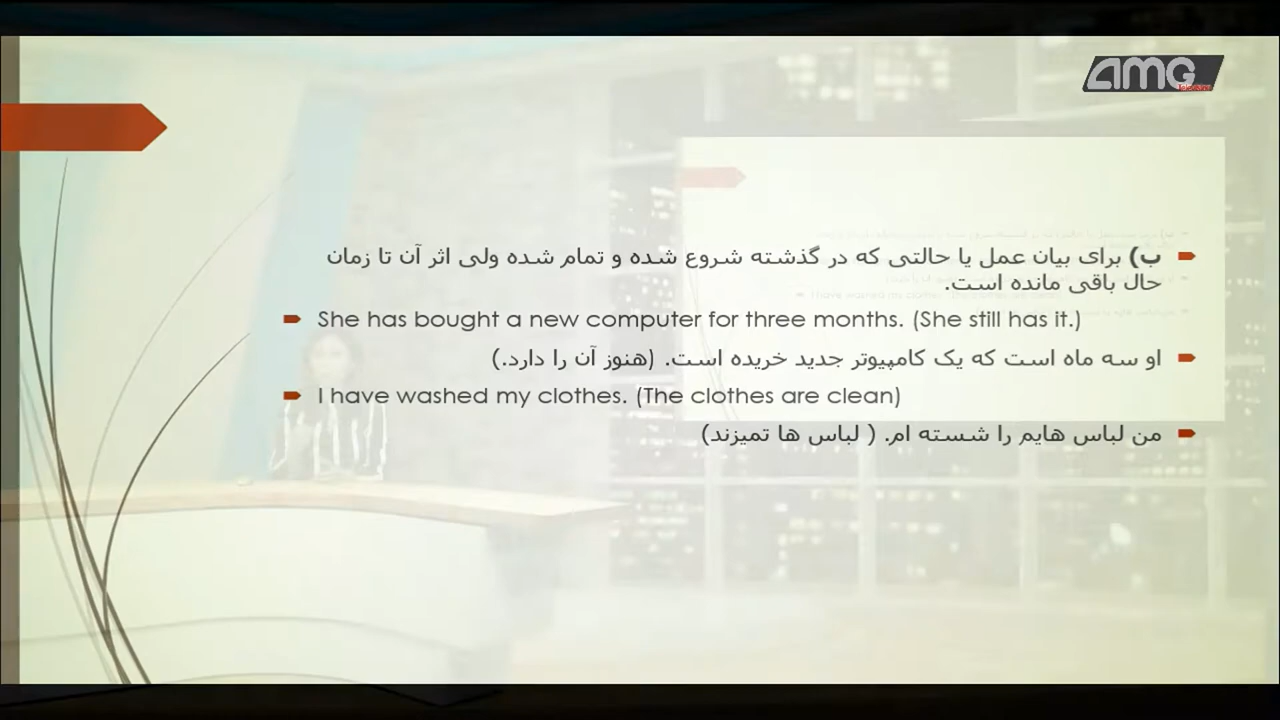 AMG
ب) برای بیان عمل یا حالتی که در گذشته شروع شده و تمام شده ولی اثر آن تا زمان
حال باقی مانده است.
She has bought a new computer for three months. (She still has it.)
او سه ماه است که یک کامپیوتر جدید خریده است. (هنوز آن را دارد.)
I have washed my clothes. (The clothes are clean)
من لباس هایم را شسته ام. ( لباس ها تمیزند)